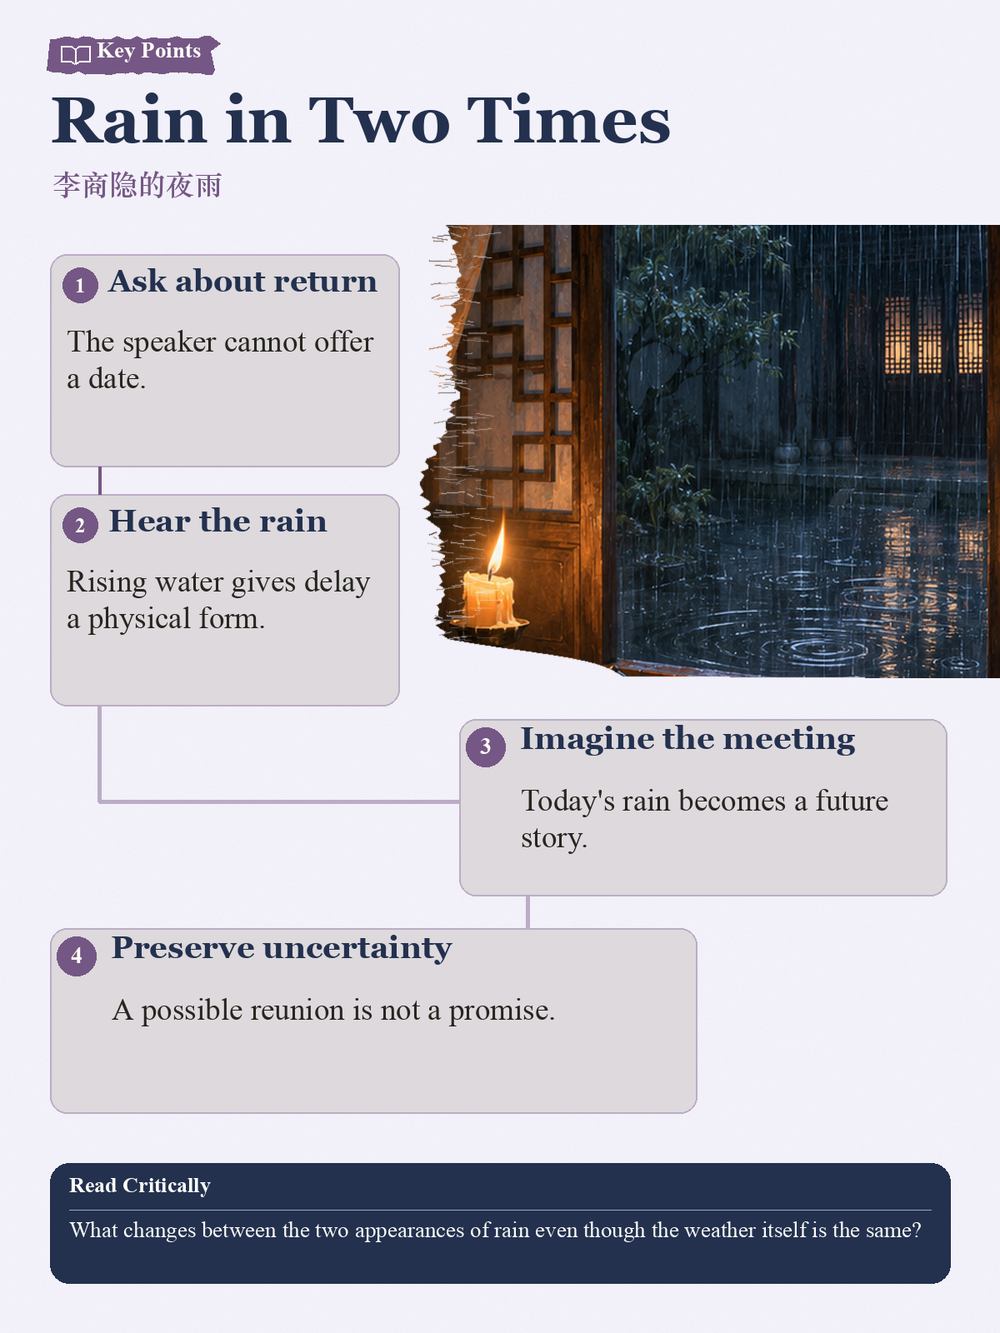 Key Points
Rain in Two Times
李商隐的夜雨
1 Ask about return
The speaker cannot offer
a date.
2 Hear the rain
Rising water gives delay
a physical form.
3 Imagine the meeting
Today's rain becomes a future
story.
4 Preserve uncertainty
A possible reunion is not a promise.
Read Critically
What changes between the two appearances of rain even though the weather itself is the same?